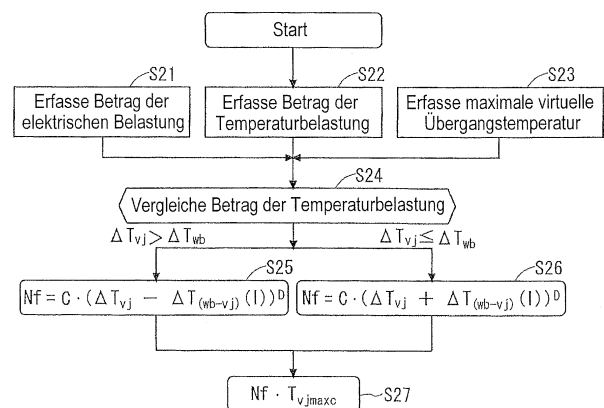 Start
S21
S22
S23
Erfasse Betrag der
elektrischen Belastung
Erfasse Betrag der
Temperaturbelastung
Erfasse maximale virtuelle
Übergangstemperatur
S24
Vergleiche Betrag der Temperaturbelastung
ΔTvj > ΔTwb
ΔTvj ≦ ΔTwb
S25
S26
Nf = C · (ΔTvj − ΔT(wb−vj) (I))D
Nf = C · (ΔTvj + ΔT(wb−vj) (I))D
Nf · Tvjmaxc
S27